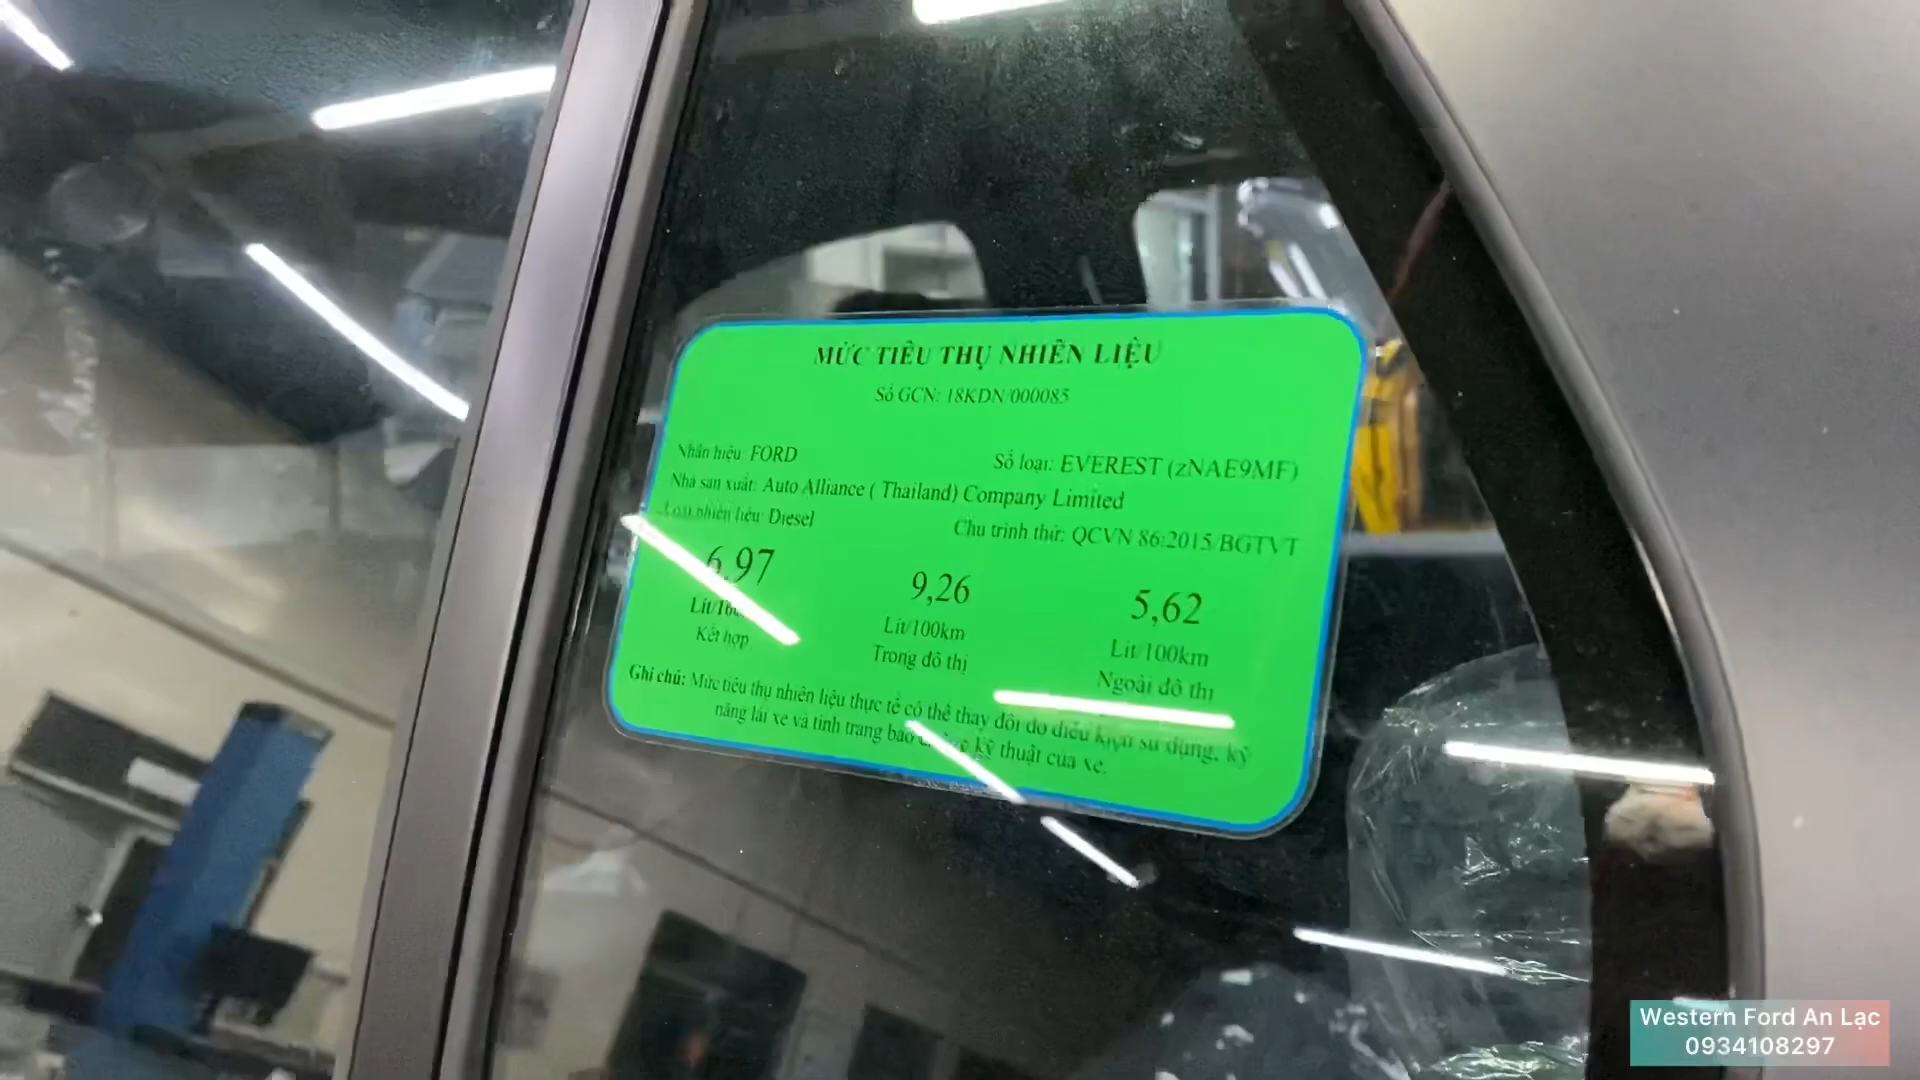 MỨC TIÊU THỤ NHIÊN LIỆU
Số GCN: 18KDN/000085
Nhãn hiệu: FORD
Số loại: EVEREST (zNAE9MF)
Nhà sản xuất: Auto Alliance ( Thailand) Company Limited
Loại nhiên liệu: Diesel
Chu trình thử: QCVN 86:2015/BGTVT
6,97
9,26
5,62
Lít/100km
Lít/100km
Kết hợp
Trong đô thị
Ngoài đô thị
Ghi chú: Mức tiêu thụ nhiên liệu thực tế có thể thay đổi do điều kiện sử dụng, kỹ
năng lái xe và tình trạng bảo kỹ thuật của xe.
Western Ford An Lạc
0934108297